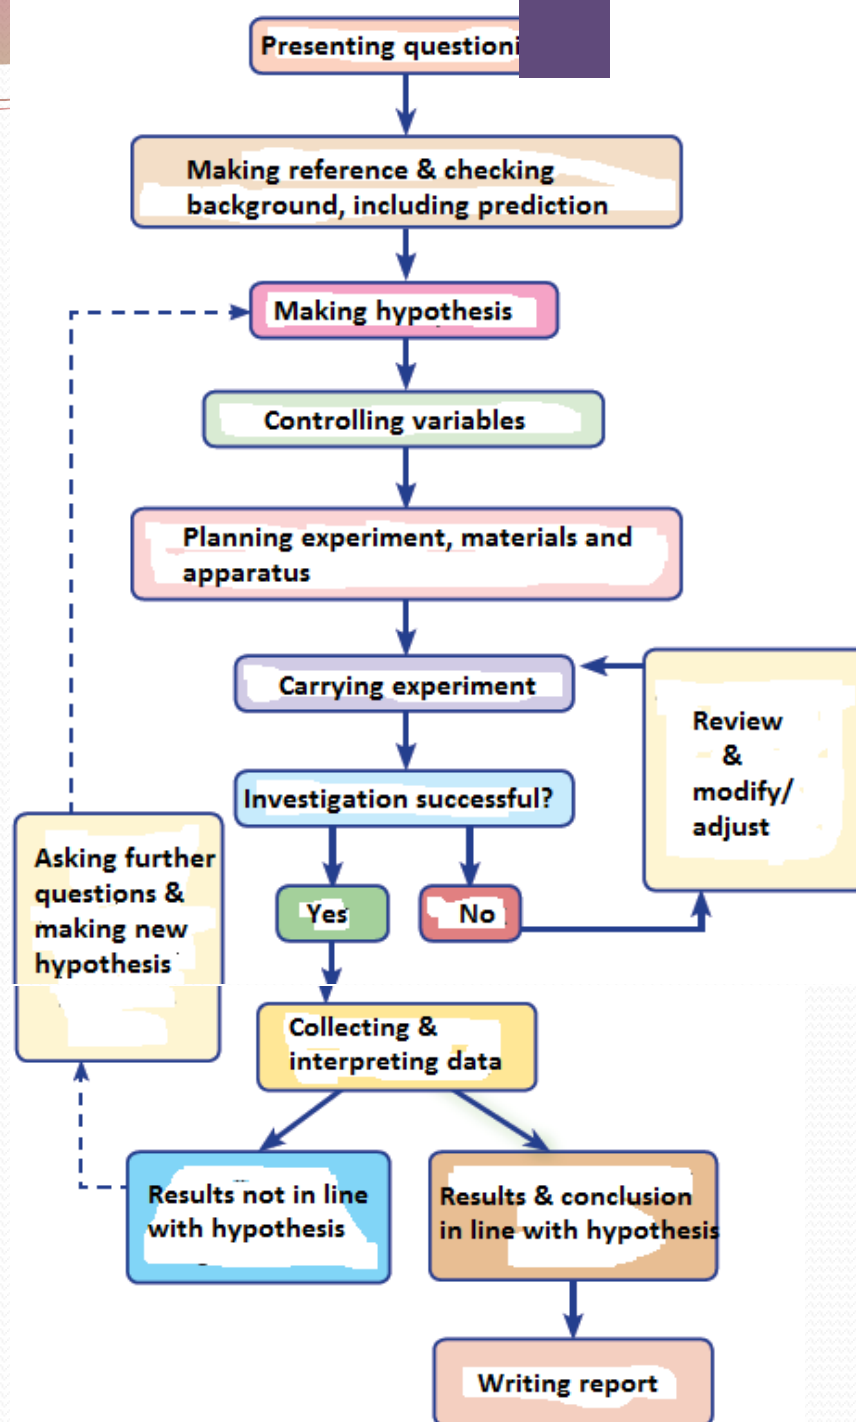 Presenting
Making reference & checking
background, including prediction
Making hypothesis
Controlling variables
Planning experiment, materials and
apparatus
Carrying experiment
Review
&
modify/
adjust
Investigation successful?
Asking further
questions &
making new
hypothesis
Yes
No
Collecting &
interpreting data
Results not in line
with hypothesis
Results & conclusion
in line with hypothesis
Writing report